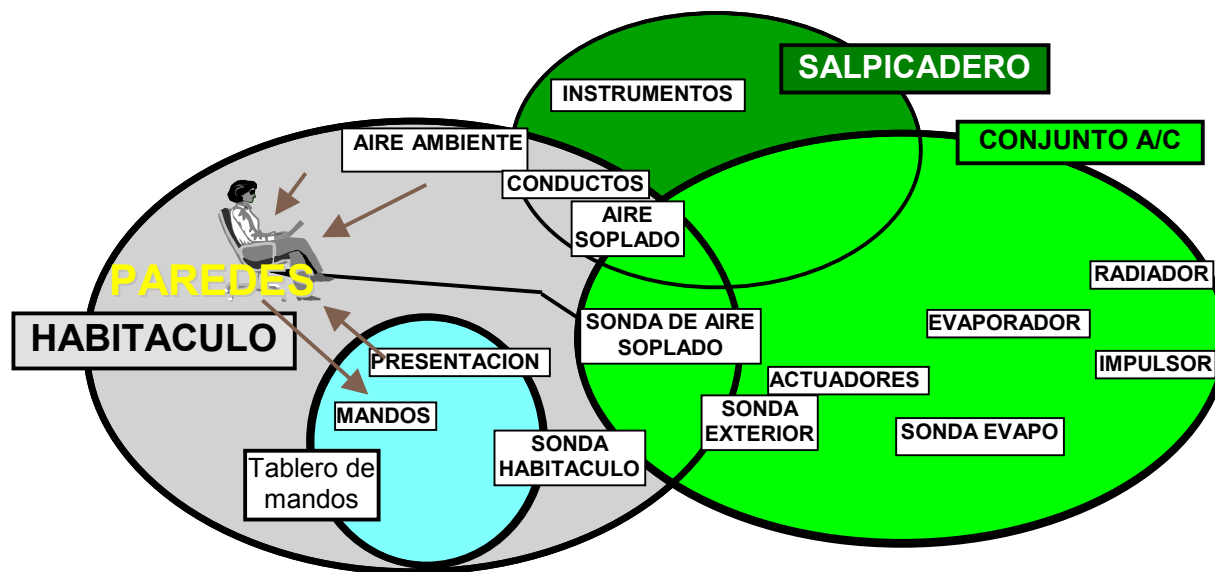 SALPICADERO
INSTRUMENTOS
CONJUNTO A/C
AIRE AMBIENTE
CONDUCTOS
AIRE
SOPLADO
PAREDES
RADIADOR
HABITACULO
SONDA DE AIRE
SOPLADO
EVAPORADOR
PRESENTACION
IMPULSOR
ACTUADORES
MANDOS
SONDA
EXTERIOR
SONDA EVAPO
SONDA
HABITACULO
Tablero de
mandos